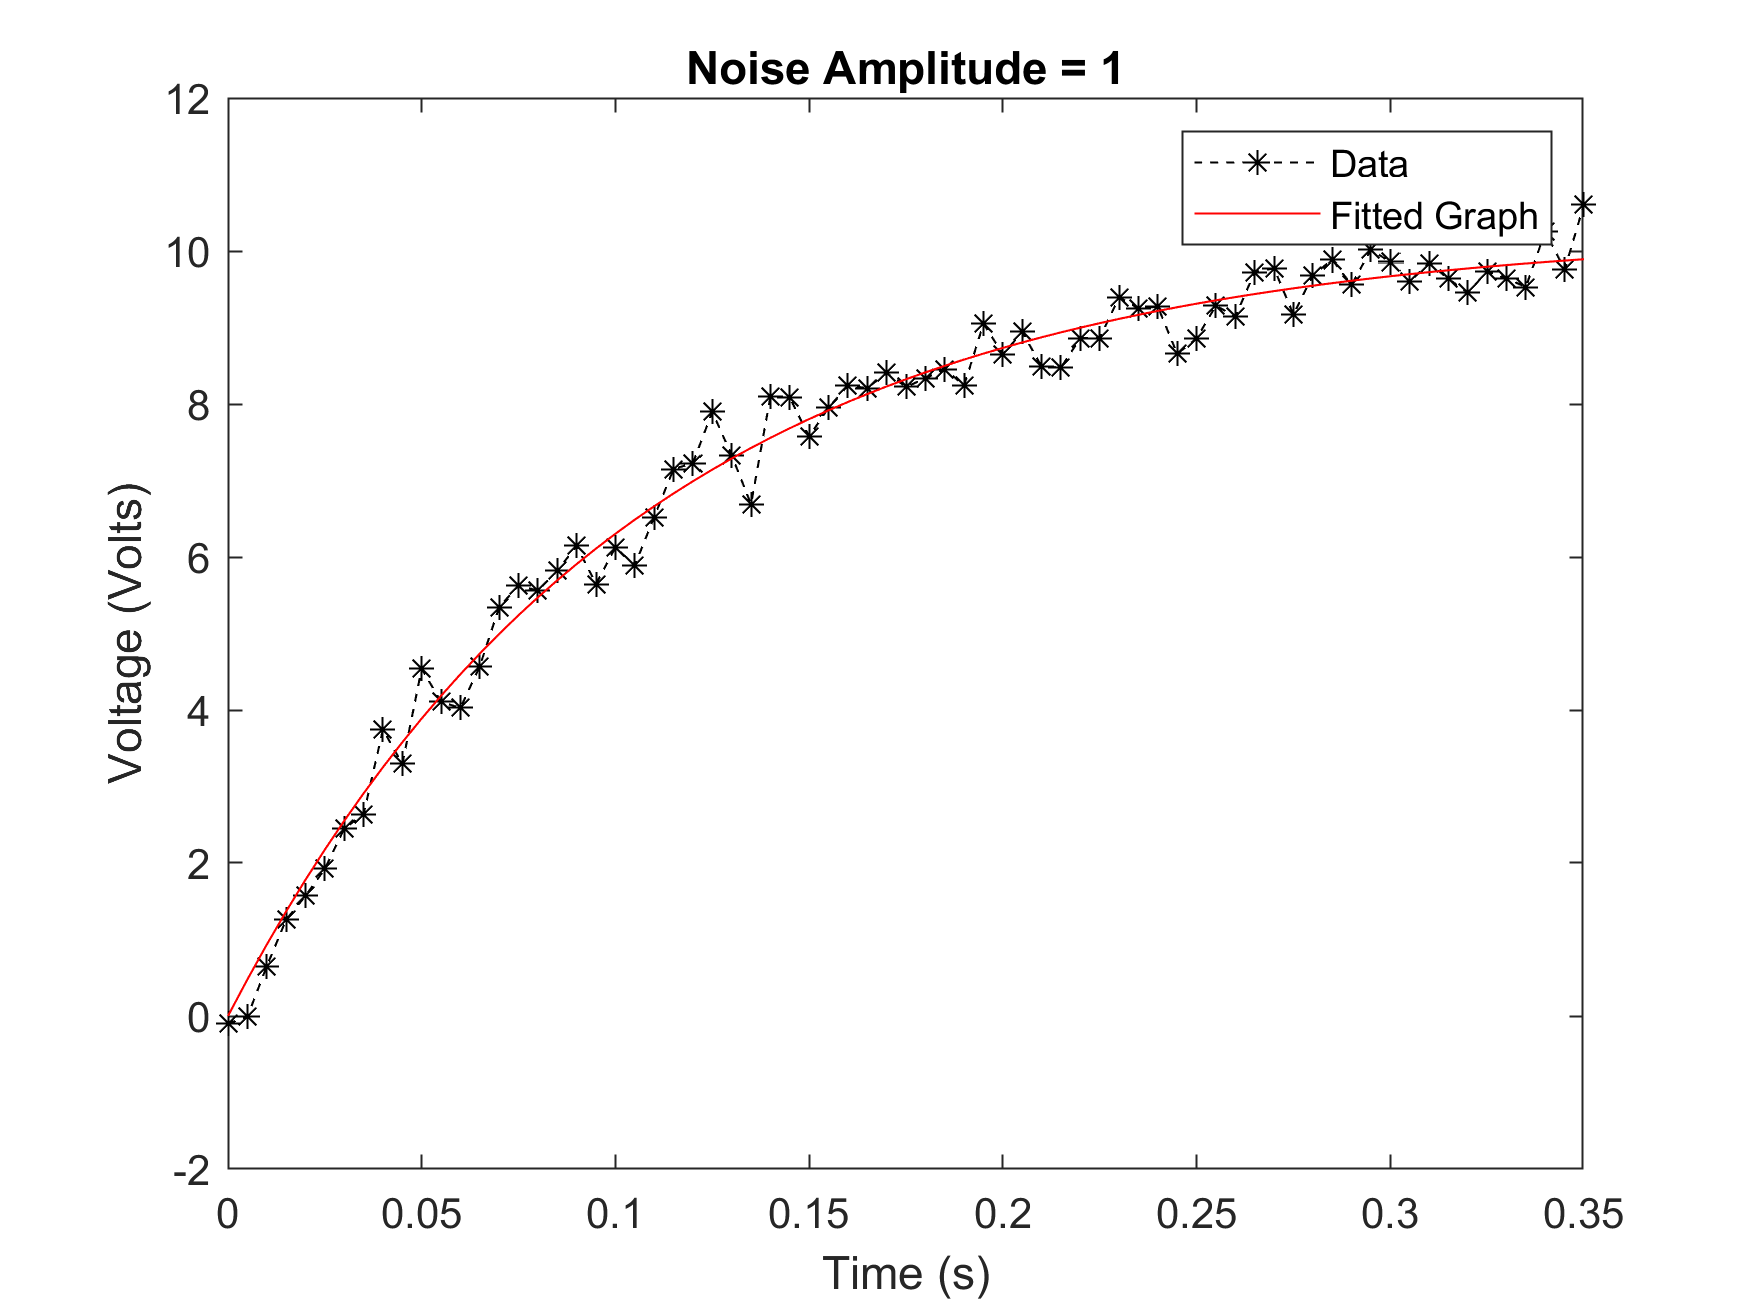 Noise Amplitude = 1
12
10
8
6
4
2
0
-2
Voltage (Volts)
Data
Fitted Graph
0 0.05 0.1 0.15 0.2 0.25 0.3 0.35
Time (s)